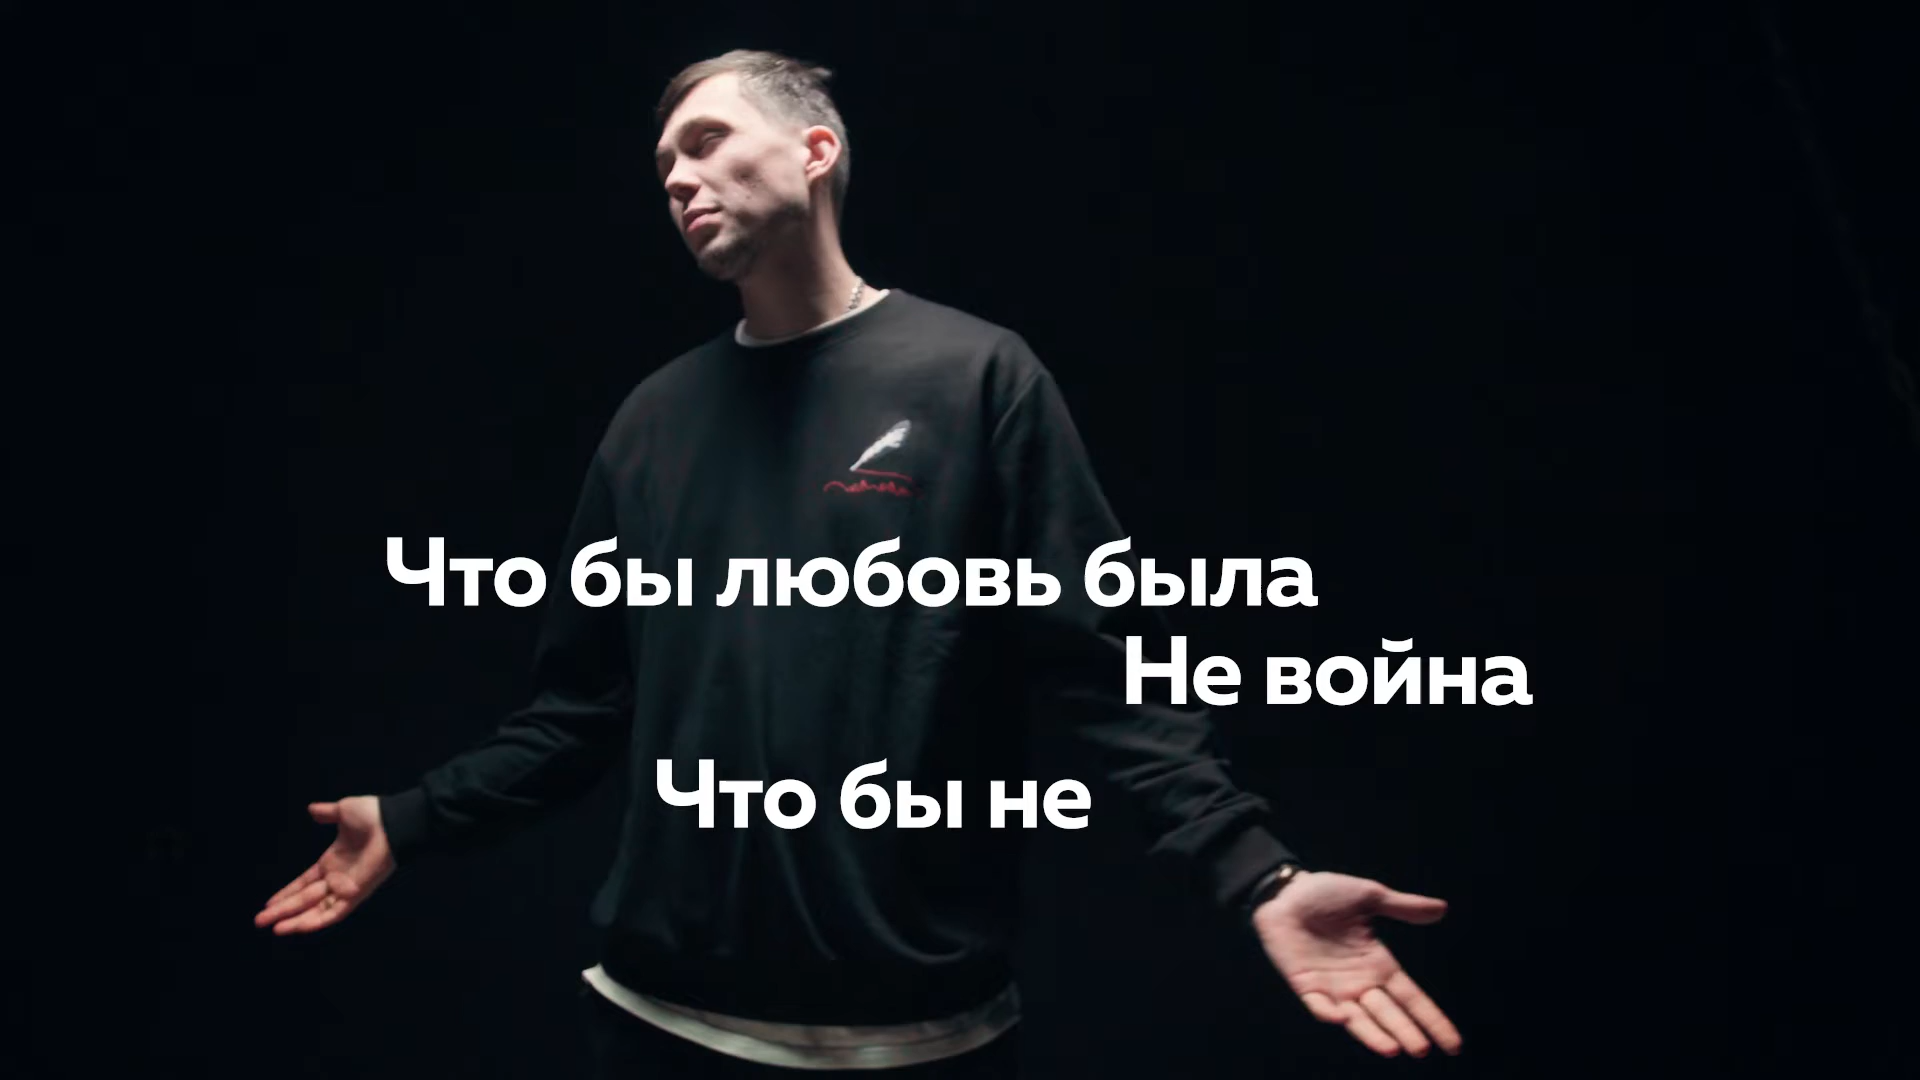 Что бы любовь была
Не война
Что бы не